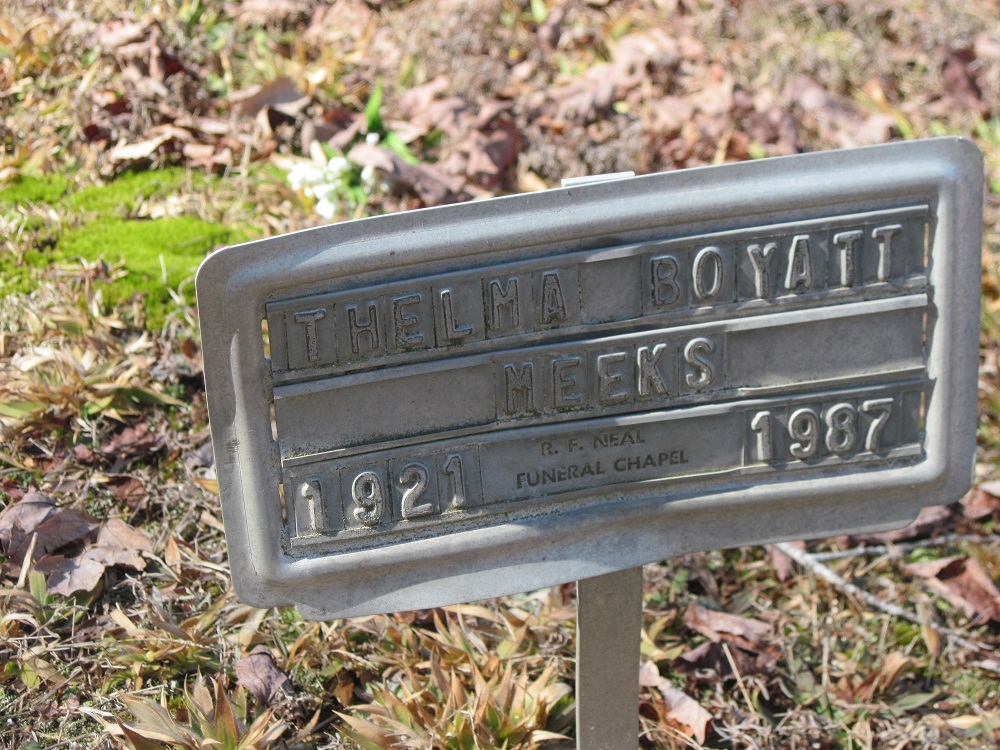 THELMA BOYATT
MEEKS
1921
R. F. NEAL
FUNERAL CHAPEL
1987